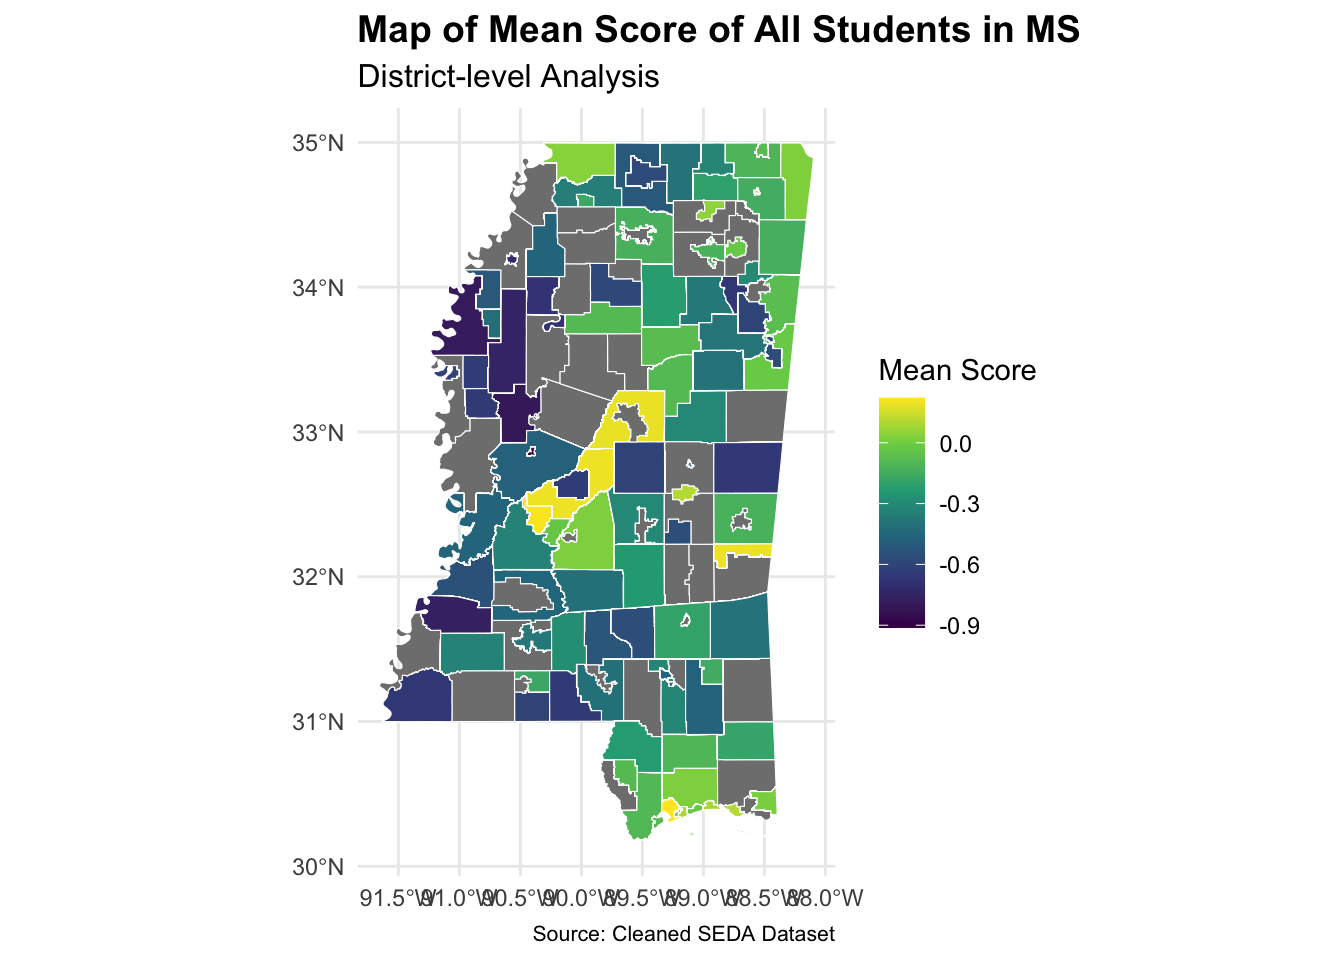 Map of Mean Score of All Students in MS
District-level Analysis
35°N
34°N
33°N
32°N
31°N
30°N
91.5°W 91.0°W 90.5°W 90.0°W 89.5°W 89.0°W 88.5°W 88.0°W
Mean Score
0.0
-0.3
-0.6
-0.9
Source: Cleaned SEDA Dataset